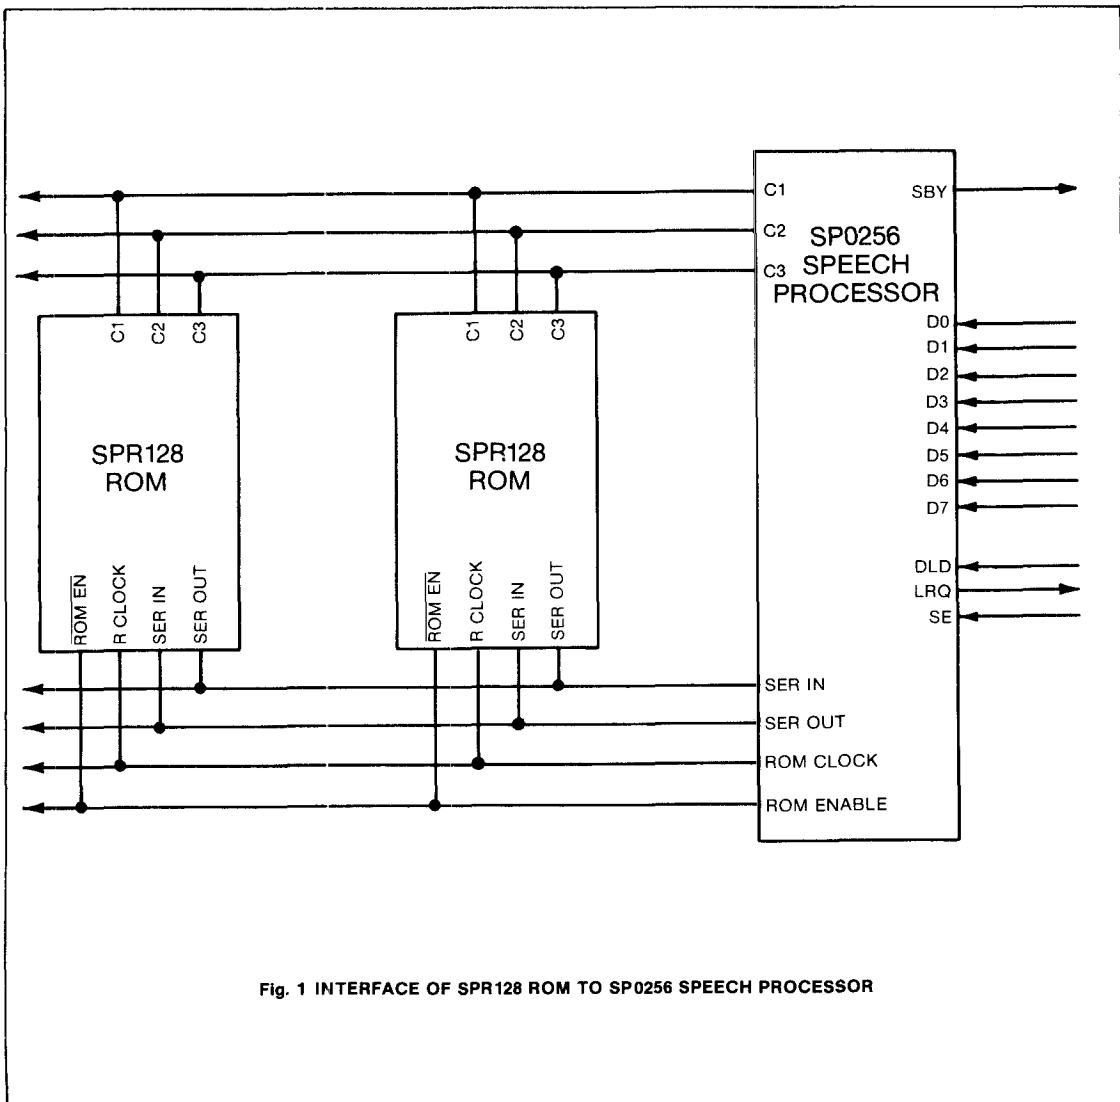 C1
C2
C3
SP0256
SPEECH
PROCESSOR
SBY
D0
D1
D2
D3
D4
D5
D6
D7
DLD
LRQ
SE
SER IN
SER OUT
ROM CLOCK
ROM ENABLE
C1
C2
C3
SPR128
ROM
ROM EN
R CLOCK
SER IN
SER OUT
C1
C2
C3
SPR128
ROM
ROM EN
R CLOCK
SER IN
SER OUT
Fig. 1 INTERFACE OF SPR128 ROM TO SP0256 SPEECH PROCESSOR